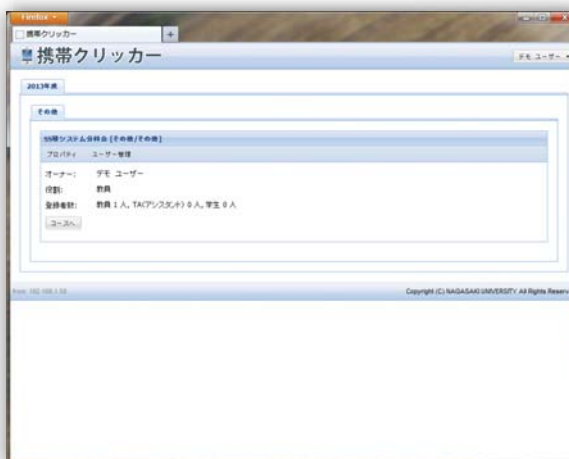 Firefox
携帯クリッカー
携帯クリッカー
デモ ユーザー
2013年度
その他
プロパティ ユーザー管理
オーナー: デモ ユーザー
役割: 教員
登録者数: 教員 1 人, TA(アシスタント) 0 人, 学生 0 人
コースへ
Copyright (C) NAGASAKI UNIVERSITY All Rights Reserv